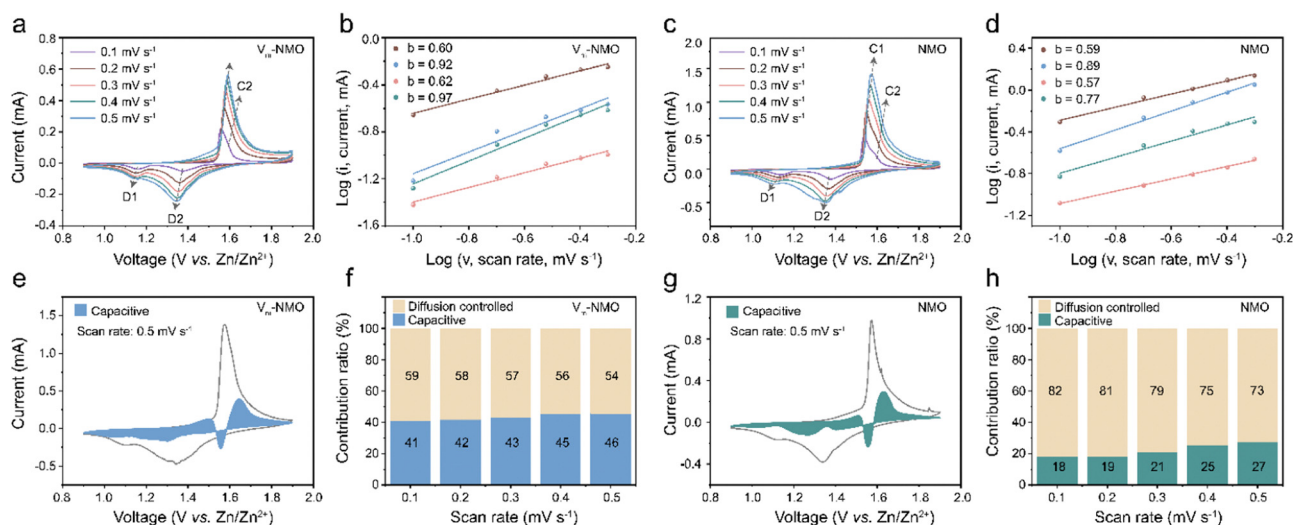 a
0.8
0.6
0.4
0.2
0.0
-0.2
-0.4
Current (mA)
0.1 mV s⁻¹
0.2 mV s⁻¹
0.3 mV s⁻¹
0.4 mV s⁻¹
0.5 mV s⁻¹
C2
D1
D2
0.9 1.2 1.4 1.6 1.8 2.0
Voltage (V vs. Zn/Zn²⁺)
b
0.0
-0.4
-0.8
-1.2
-1.6
Log (i, current, mA)
b = 0.60
b = 0.92
b = 0.62
b = 0.97
-1.0 -0.8 -0.6 -0.4 -0.2
Log (v, scan rate, mV s⁻¹)
c
2.0
1.5
1.0
0.5
0.0
-0.5
Current (mA)
0.1 mV s⁻¹
0.2 mV s⁻¹
0.3 mV s⁻¹
0.4 mV s⁻¹
0.5 mV s⁻¹
C1
NMO
C2
D1
D2
0.8 1.0 1.2 1.4 1.6 1.8 2.0
Voltage (V vs. Zn/Zn²⁺)
d
0.4
0.0
-0.4
-0.8
-1.2
Log (i, current, mA)
b = 0.59
b = 0.89
b = 0.57
b = 0.77
NMO
-1.0 -0.8 -0.6 -0.4 -0.2
Log (v, scan rate, mV s⁻¹)
e
1.5
1.0
0.5
0.0
-0.5
Current (mA)
Capacitive
Scan rate: 0.5 mV s⁻¹
0.8 1.0 1.2 1.4 1.6 1.8 2.0
Voltage (V vs. Zn/Zn²⁺)
f
100
80
60
40
20
0
Contribution ratio (%)
Diffusion controlled
Capacitive
59 58 57 56 54
41 42 43 45 46
0.1 0.2 0.3 0.4 0.5
Scan rate (mV s⁻¹)
g
1.2
0.8
0.4
0.0
-0.4
Current (mA)
Capacitive
NMO
Scan rate: 0.5 mV s⁻¹
0.8 1.0 1.2 1.4 1.6 1.8 2.0
Voltage (V vs. Zn/Zn²⁺)
h
100
80
60
40
20
0
Contribution ratio (%)
Diffusion controlled
Capacitive
NMO
82 81 79 75 73
18 19 21 25 27
0.1 0.2 0.3 0.4 0.5
Scan rate (mV s⁻¹)